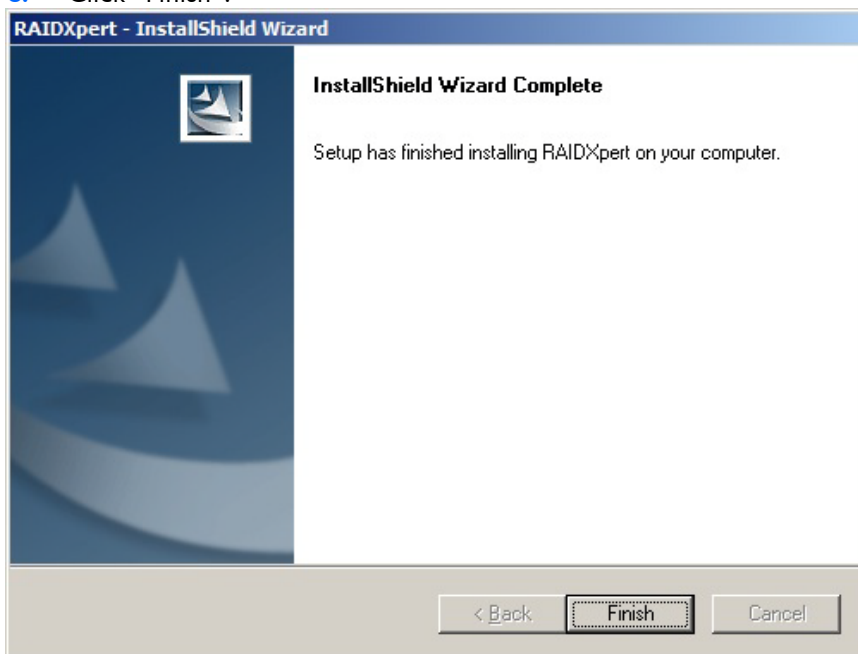 Click "Finish".
RAIDXpert - InstallShield Wizard
InstallShield Wizard Complete
Setup has finished installing RAIDXpert on your computer.
< Back Finish Cancel